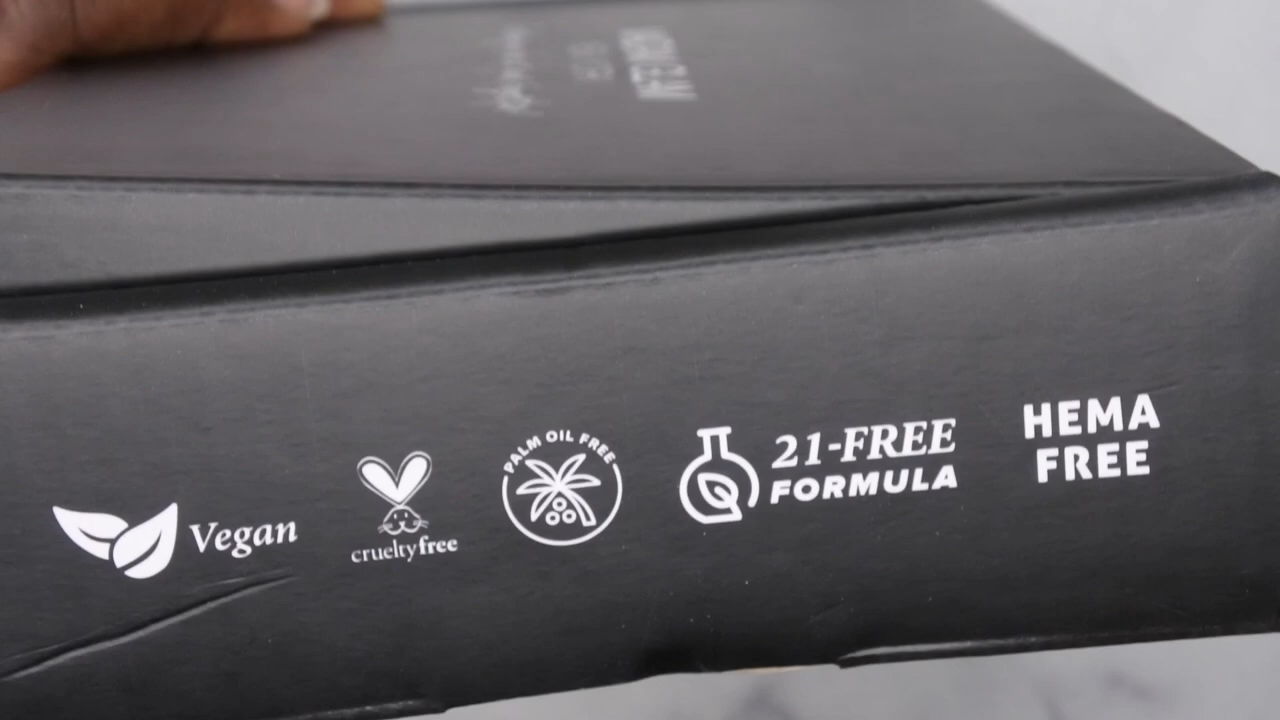 Vegan
crueltyfree
PALM OIL FREE
21-FREE
FORMULA
HEMA
FREE